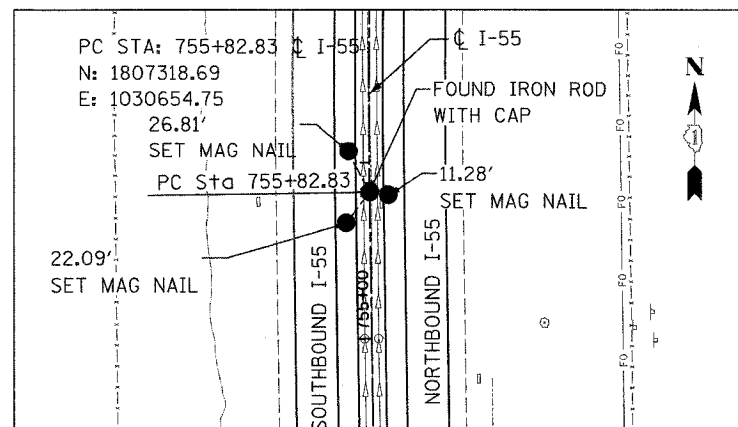 PC STA: 755+82.83 ℄ I-55
N: 1807318.69
E: 1030654.75
℄ I-55
FOUND IRON ROD
WITH CAP
N
1
26.81'
SET MAG NAIL
PC Sta 755+82.83
11.28'
SET MAG NAIL
22.09'
SET MAG NAIL
SOUTHBOUND I-55
755+00
NORTHBOUND I-55
FO
FO
FO
FO